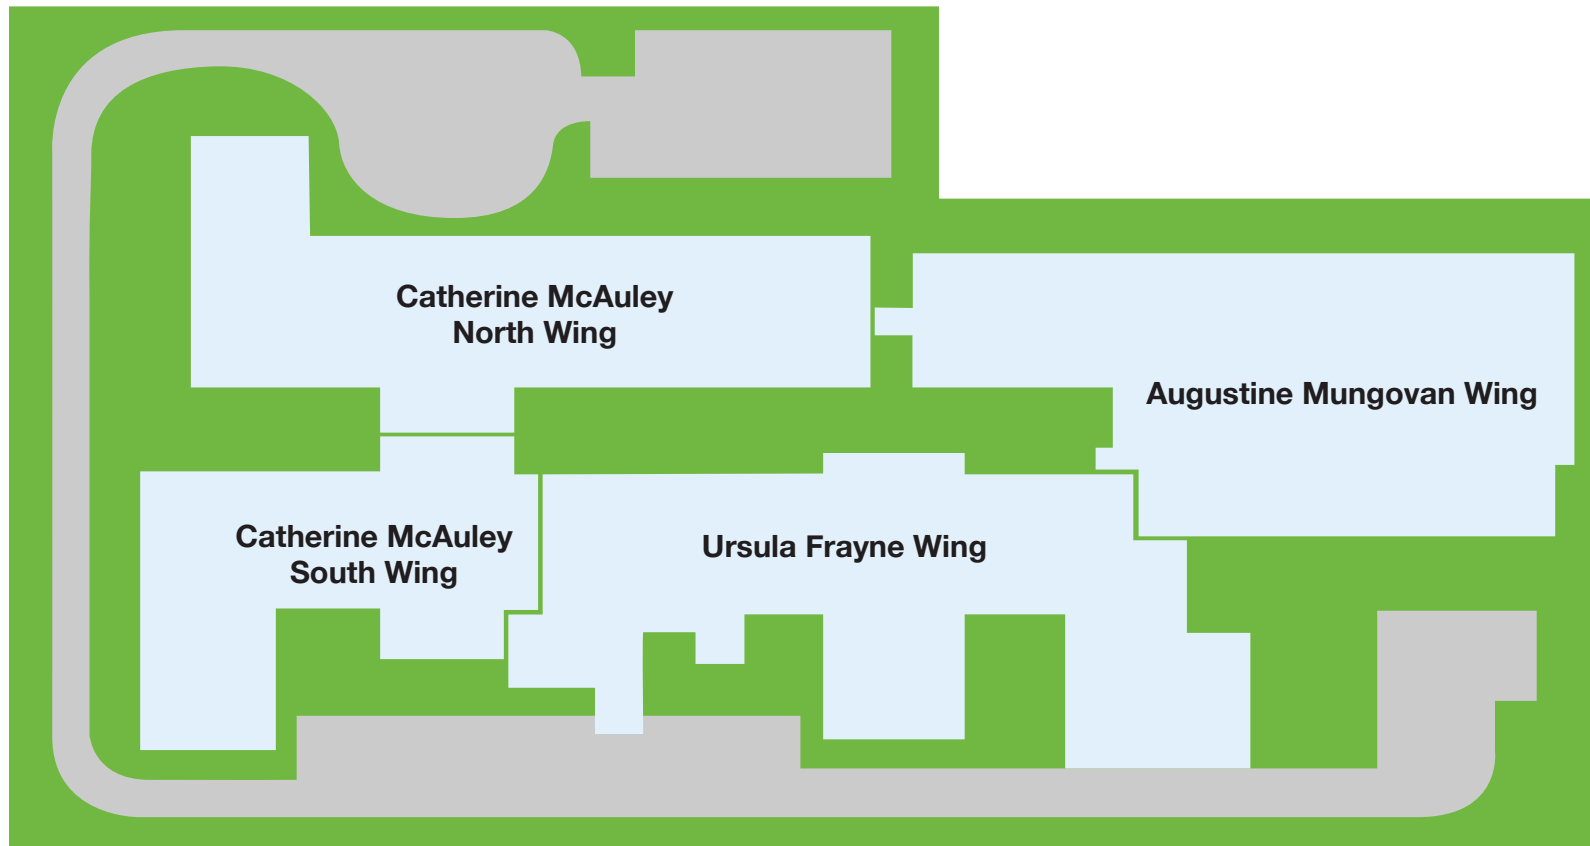 Catherine McAuley
North Wing
Augustine Mungovan Wing
Catherine McAuley
South Wing
Ursula Frayne Wing